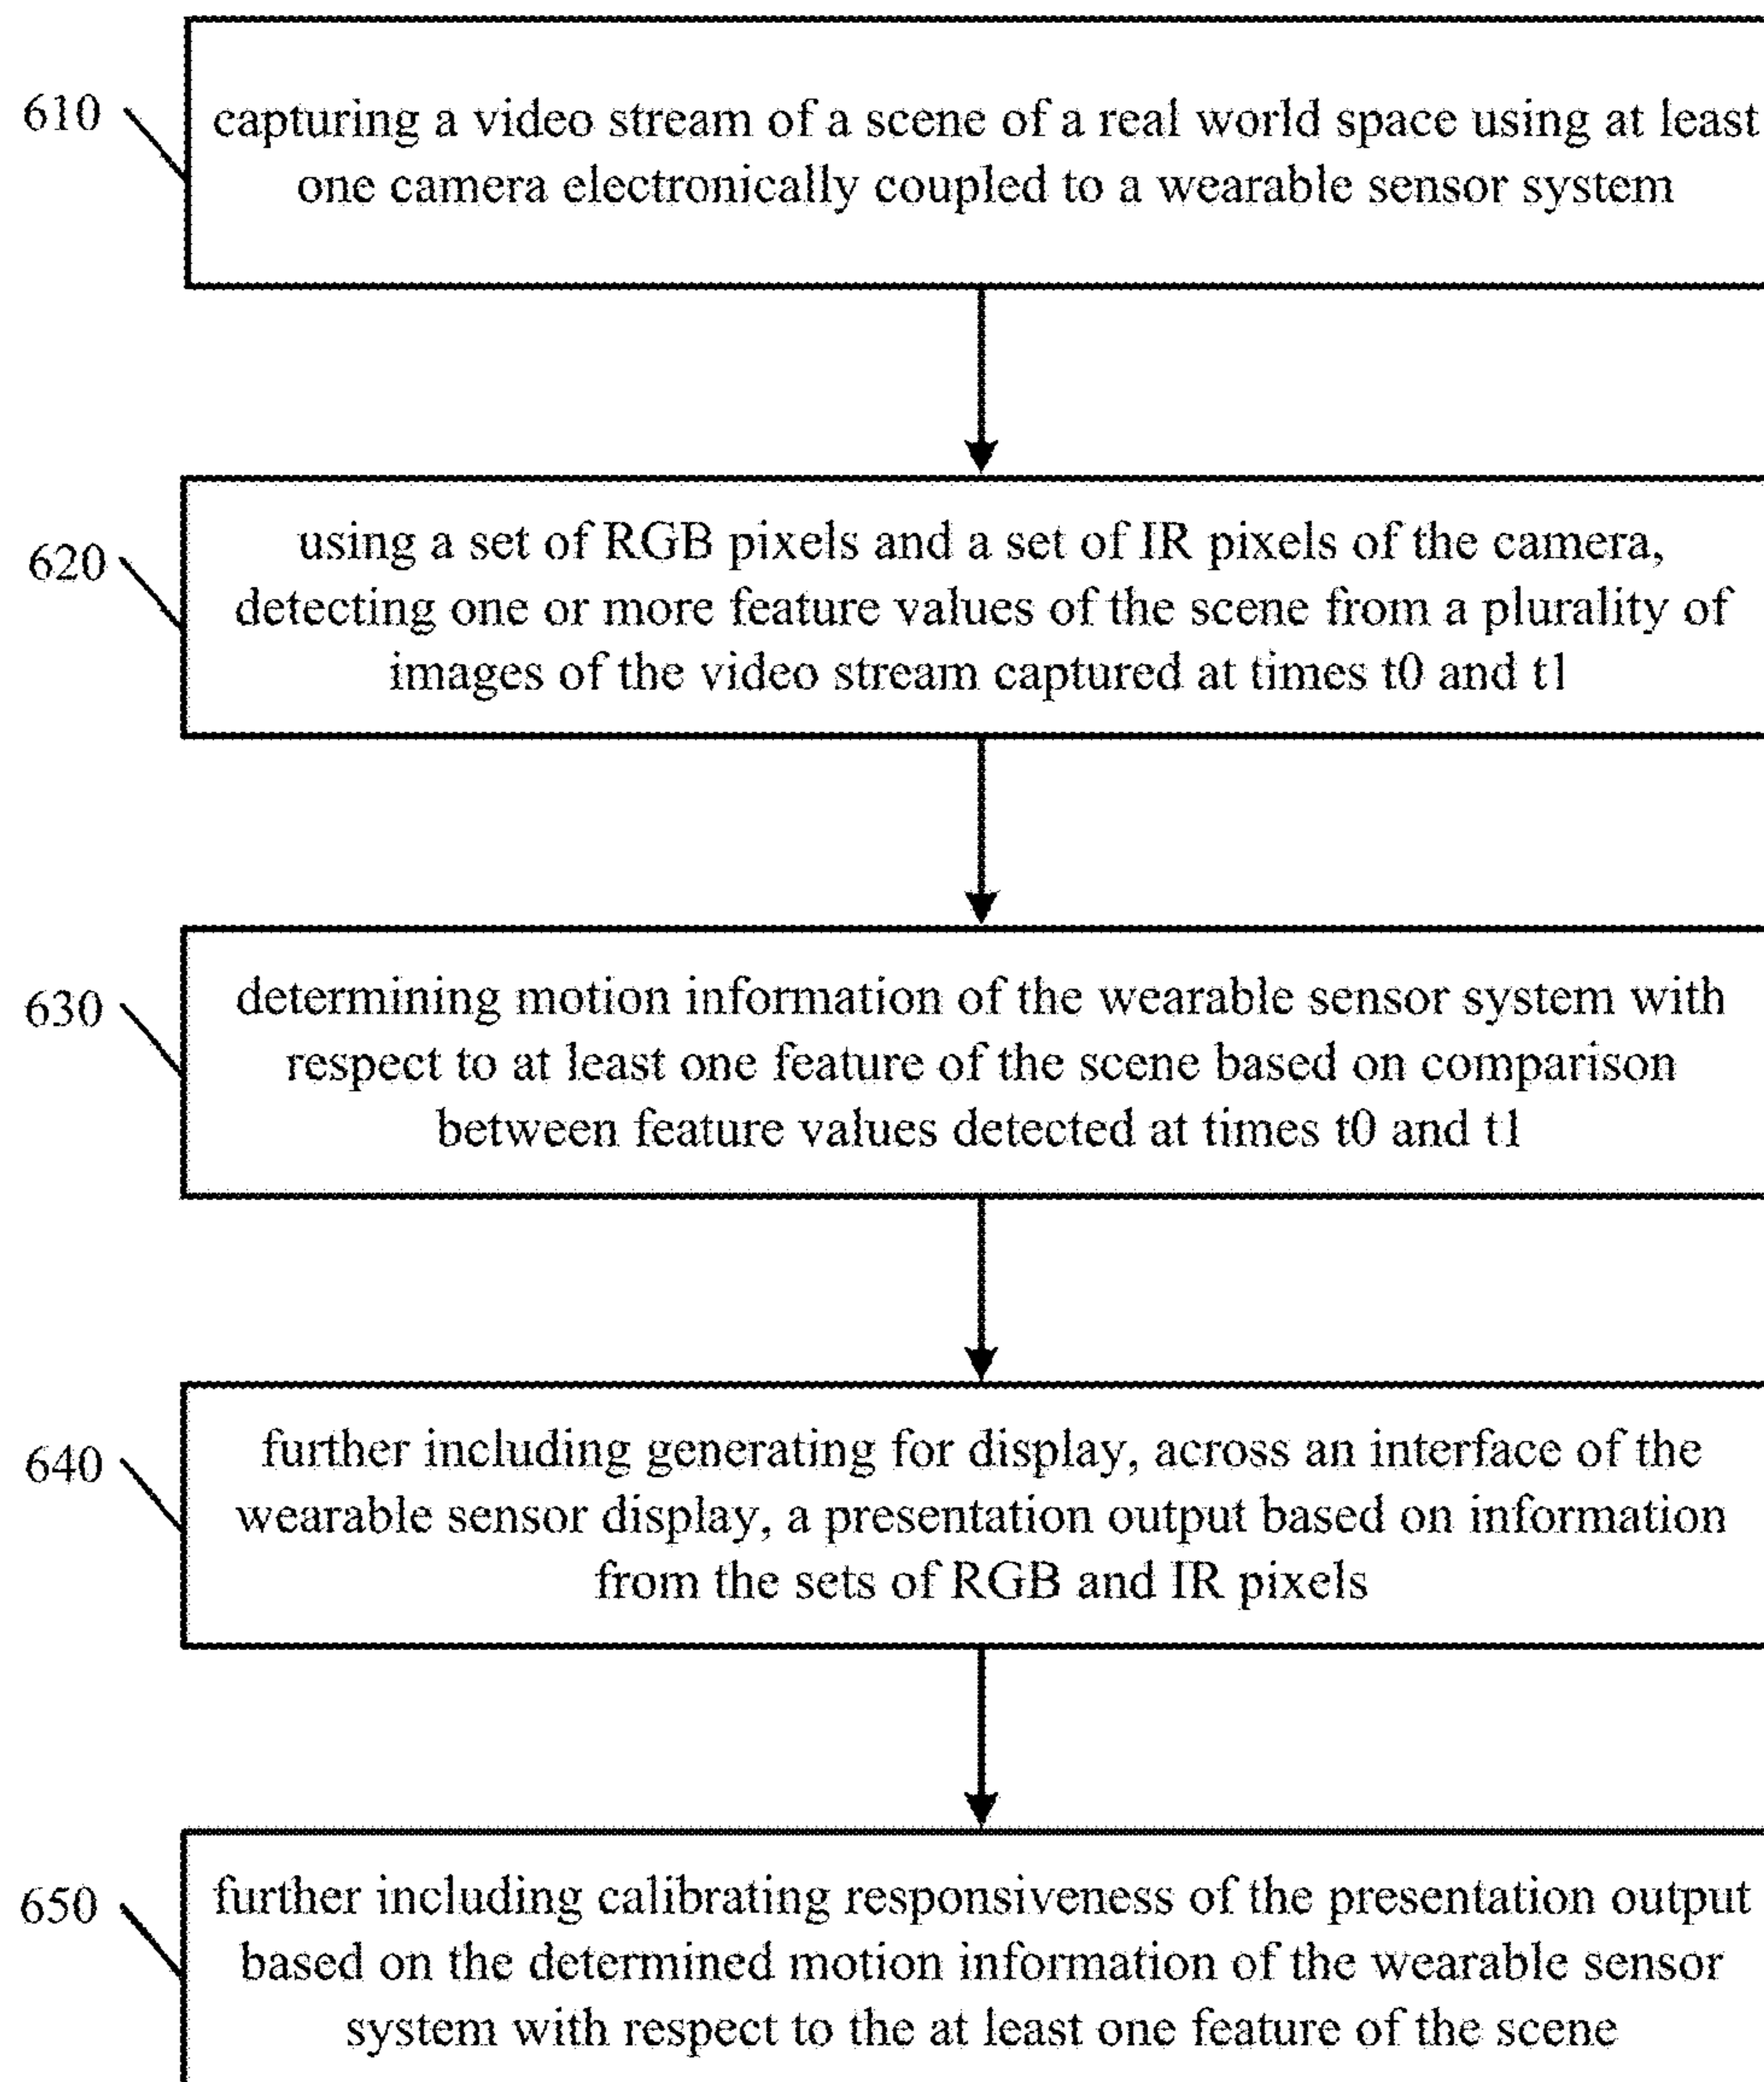 610
capturing a video stream of a scene of a real world space using at least
one camera electronically coupled to a wearable sensor system
620
using a set of RGB pixels and a set of IR pixels of the camera,
detecting one or more feature values of the scene from a plurality of
images of the video stream captured at times t0 and t1
630
determining motion information of the wearable sensor system with
respect to at least one feature of the scene based on comparison
between feature values detected at times t0 and t1
640
further including generating for display, across an interface of the
wearable sensor display, a presentation output based on information
from the sets of RGB and IR pixels
650
further including calibrating responsiveness of the presentation output
based on the determined motion information of the wearable sensor
system with respect to the at least one feature of the scene